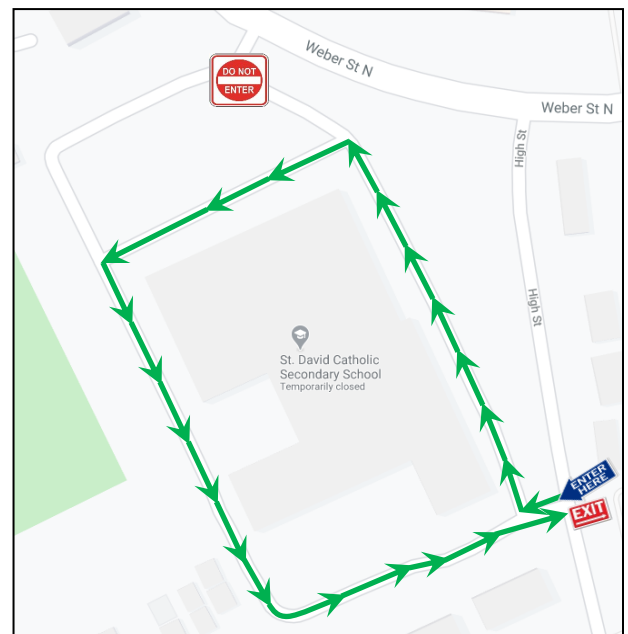 Weber St N
DO NOT
ENTER
Weber St N
High St
High St
St. David Catholic
Secondary School
Temporarily closed
ENTER
HERE
EXIT